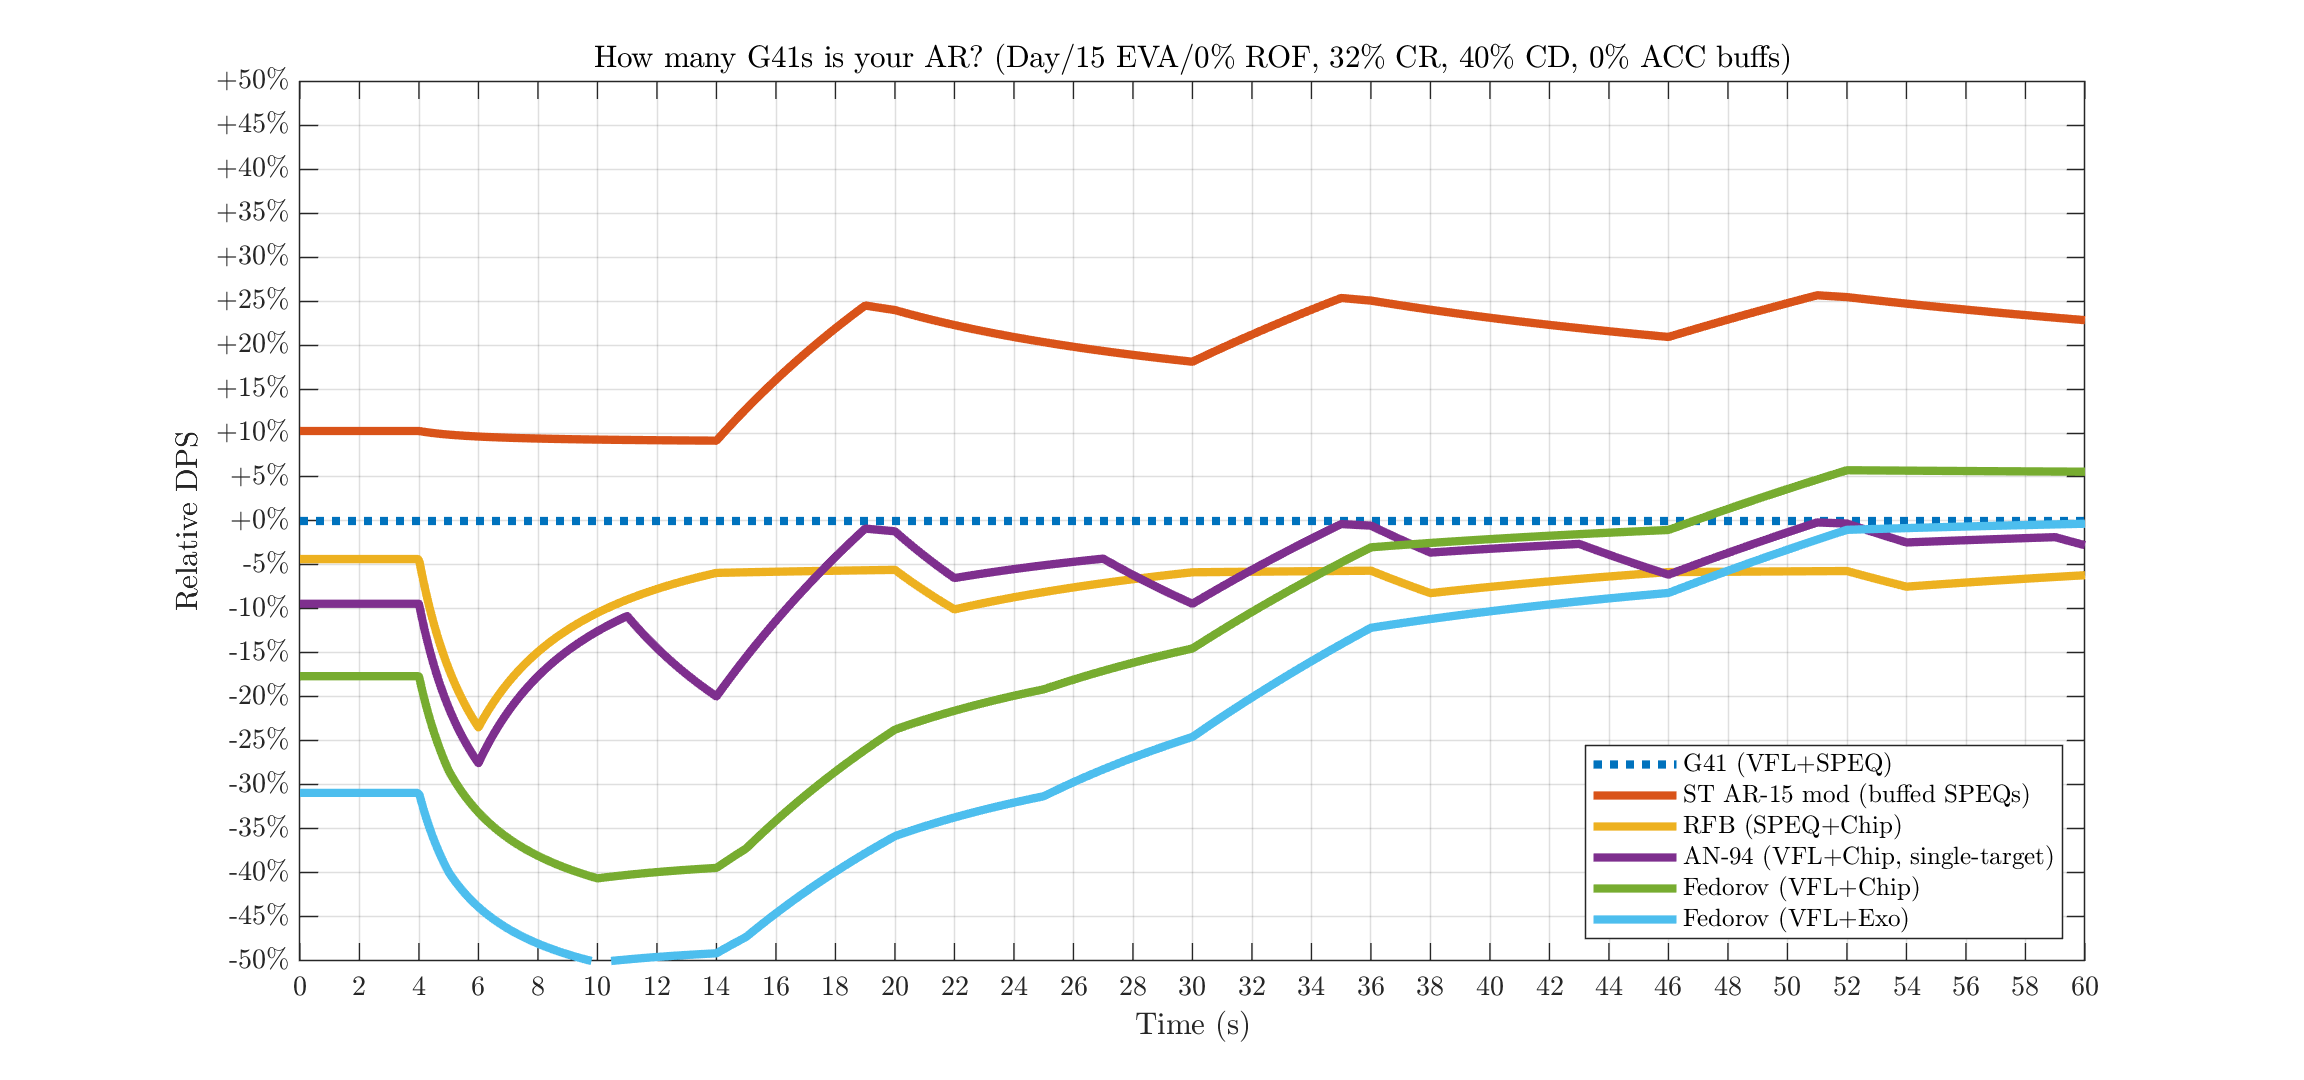 How many G41s is your AR? (Day/15 EVA/0% ROF, 32% CR, 40% CD, 0% ACC buffs)
+50%
+45%
+40%
+35%
+30%
+25%
+20%
+15%
+10%
+5%
+0%
-5%
-10%
-15%
-20%
-25%
-30%
-35%
-40%
-45%
-50%
Relative DPS
G41 (VFL+SPEQ)
ST AR-15 mod (buffed SPEQs)
RFB (SPEQ+Chip)
AN-94 (VFL+Chip, single-target)
Fedorov (VFL+Chip)
Fedorov (VFL+Exo)
0 2 4 6 8 10 12 14 16 18 20 22 24 26 28 30 32 34 36 38 40 42 44 46 48 50 52 54 56 58 60
Time (s)